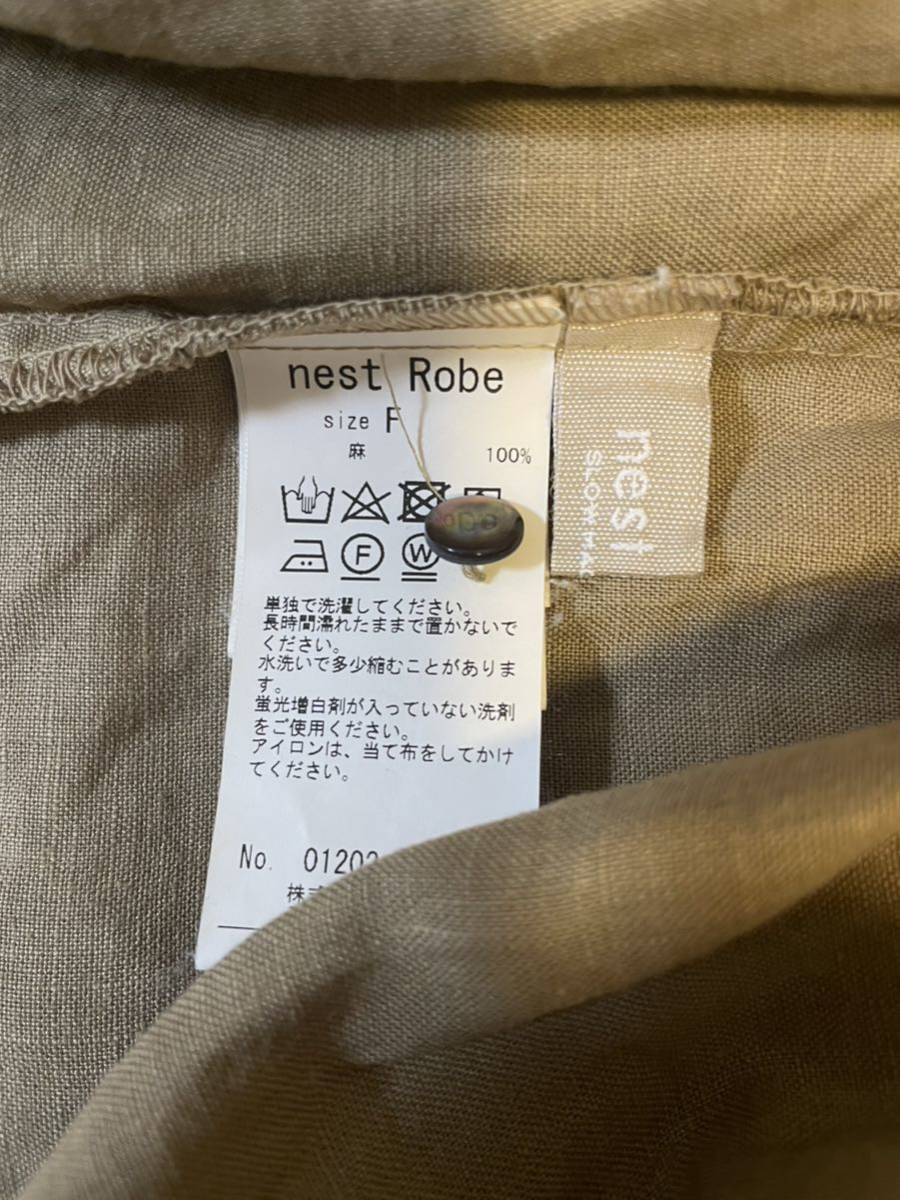 nest Robe
size F
麻 100%
F W
単独で洗濯してください。
長時間濡れたままで置かないで
ください。
水洗いで多少縮むことがありま
す。
蛍光増白剤が入っていない洗剤
をご使用ください。
アイロンは、当て布をしてかけ
てください。
No. 01202
株式
nest
SLOW